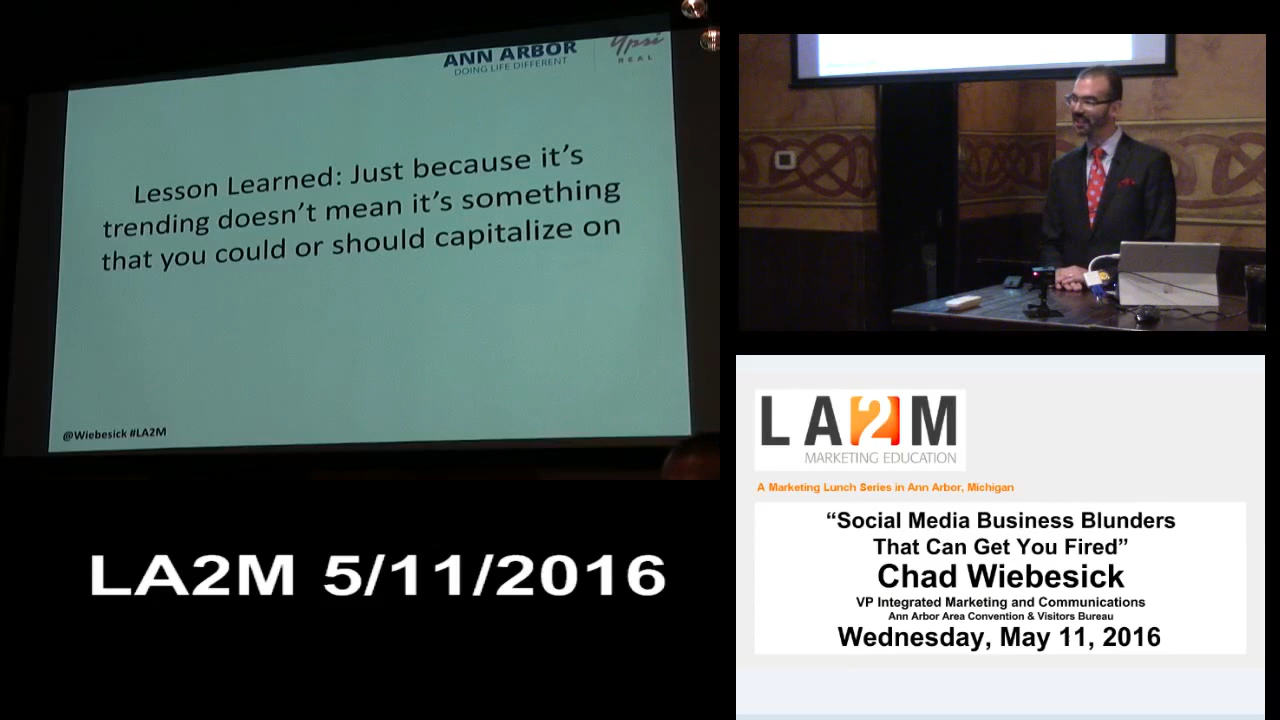 ANN ARBOR
DOING LIFE DIFFERENT
Ypsi
REAL
Lesson Learned: Just because it's
trending doesn't mean it's something
that you could or should capitalize on
@Wiebesick #LA2M
LA2M 5/11/2016
LA2M
MARKETING EDUCATION
A Marketing Lunch Series in Ann Arbor, Michigan
“Social Media Business Blunders
That Can Get You Fired”
Chad Wiebesick
VP Integrated Marketing and Communications
Ann Arbor Area Convention & Visitors Bureau
Wednesday, May 11, 2016